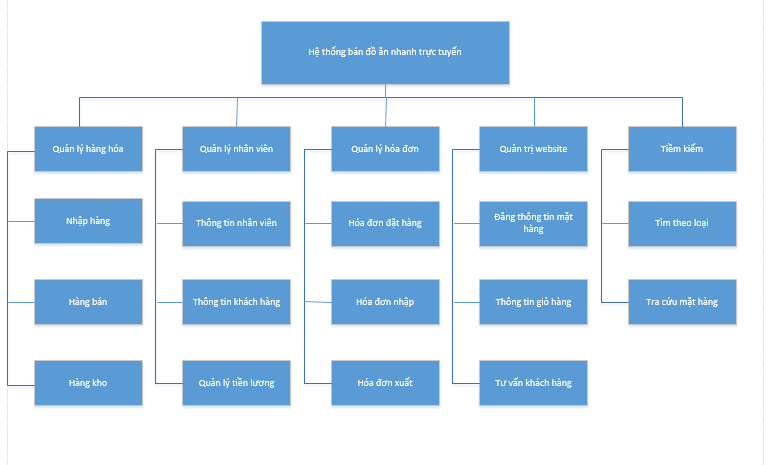 Hệ thống bán đồ ăn nhanh trực tuyến
Quản lý hàng hóa
Quản lý nhân viên
Quản lý hóa đơn
Quản trị website
Tiềm kiếm
Nhập hàng
Thông tin nhân viên
Hóa đơn đặt hàng
Đăng thông tin mặt
hàng
Tìm theo loại
Hàng bán
Thông tin khách hàng
Hóa đơn nhập
Thông tin giỏ hàng
Tra cứu mặt hàng
Hàng kho
Quản lý tiền lương
Hóa đơn xuất
Tư vấn khách hàng